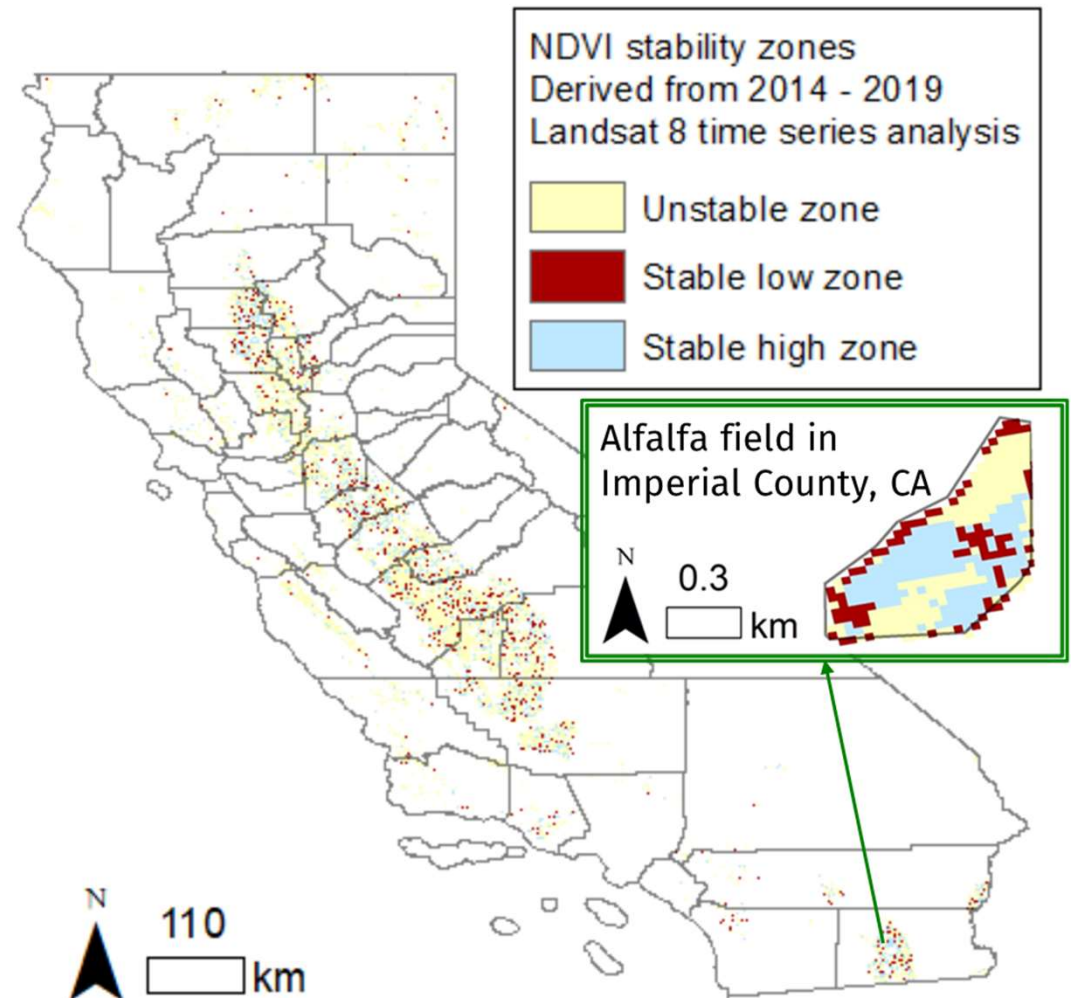 NDVI stability zones
Derived from 2014 - 2019
Landsat 8 time series analysis
Unstable zone
Stable low zone
Stable high zone
Alfalfa field in
Imperial County, CA
N
0.3
km
N
110
km